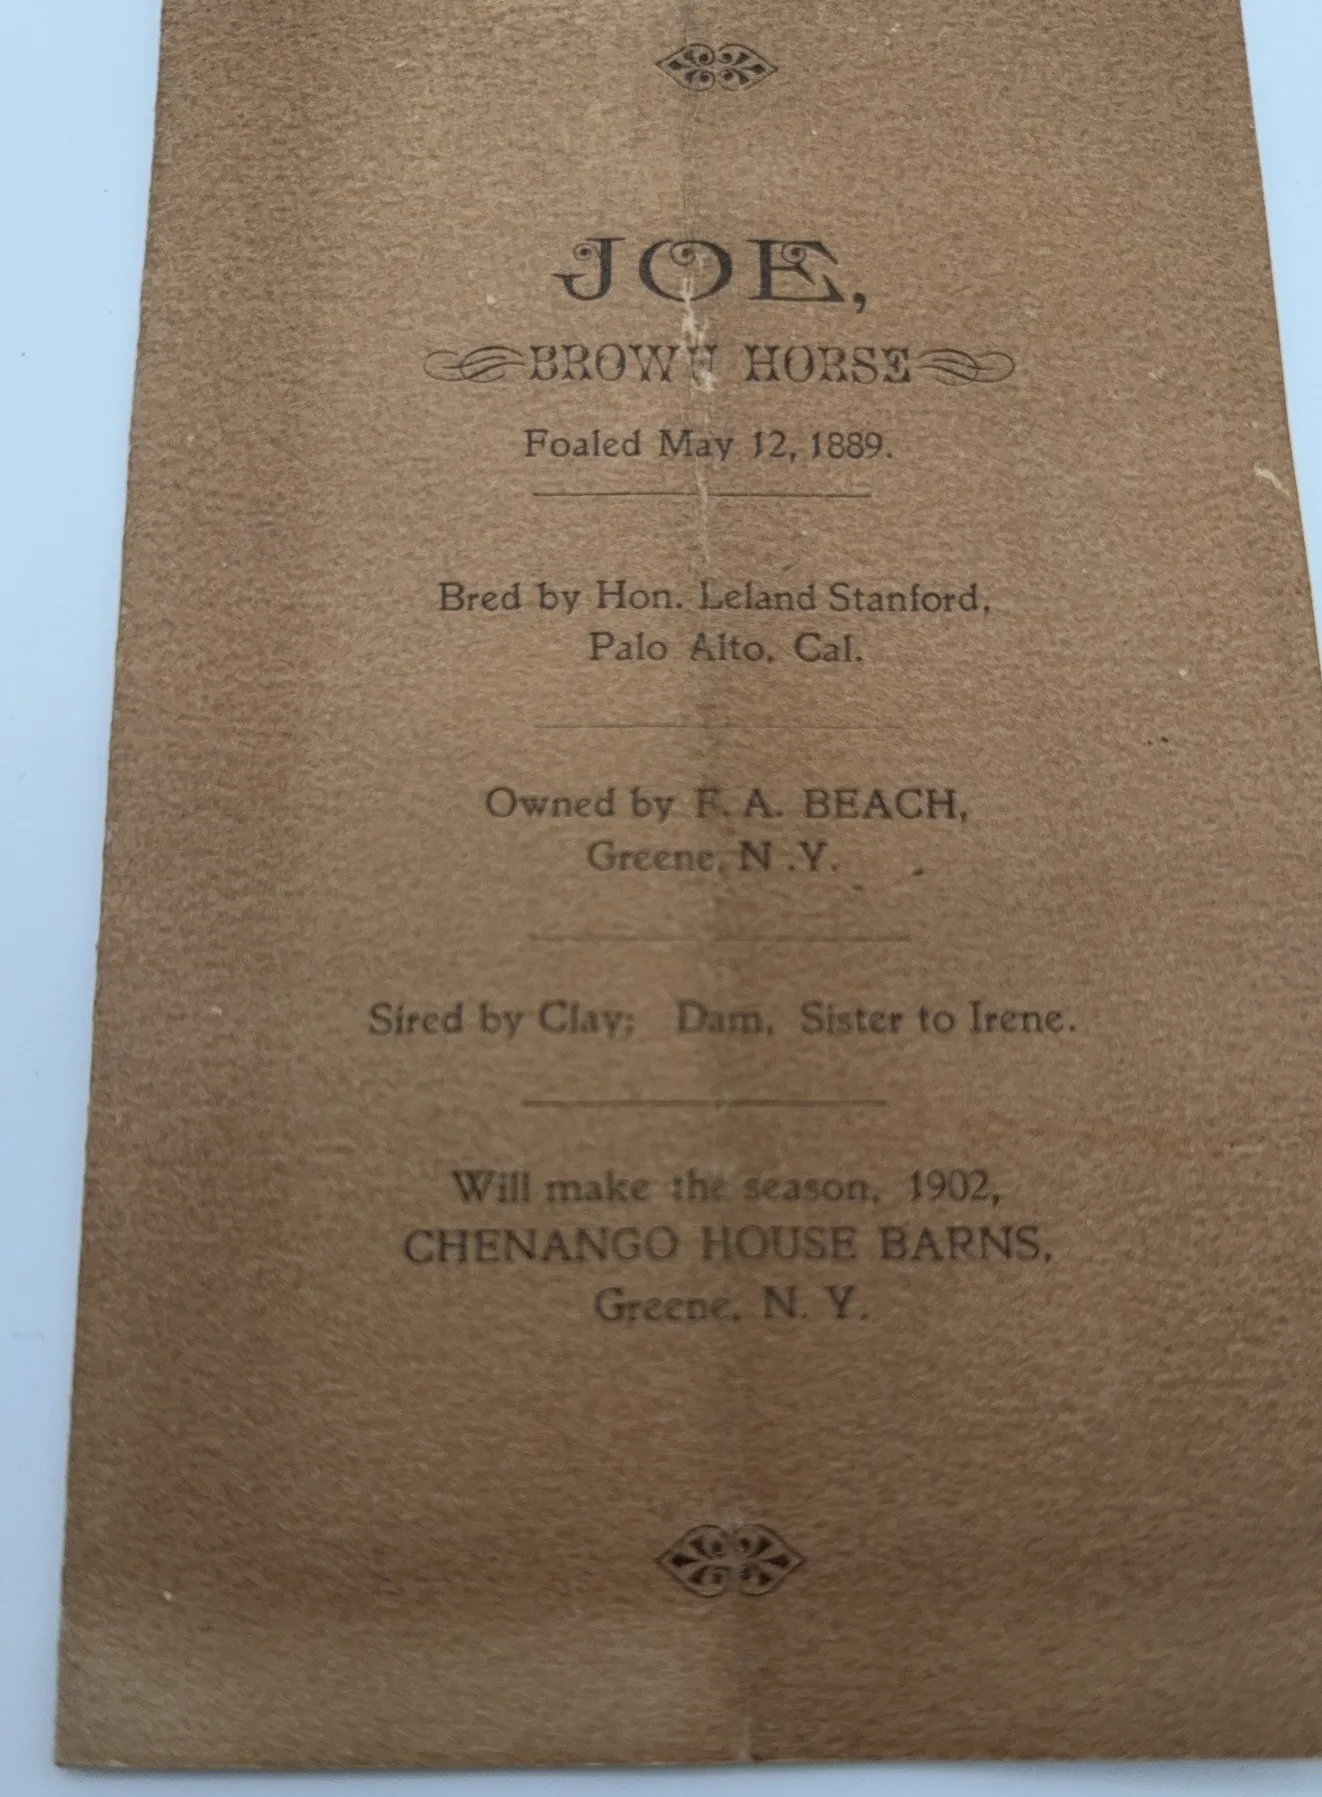 JOE,
BROWN HORSE
Foaled May 12, 1889.
Bred by Hon. Leland Stanford,
Palo Alto, Cal.
Owned by F. A. BEACH,
Greene, N .Y.
Sired by Clay; Dam, Sister to Irene.
Will make the season, 1902,
CHENANGO HOUSE BARNS,
Greene, N. Y.